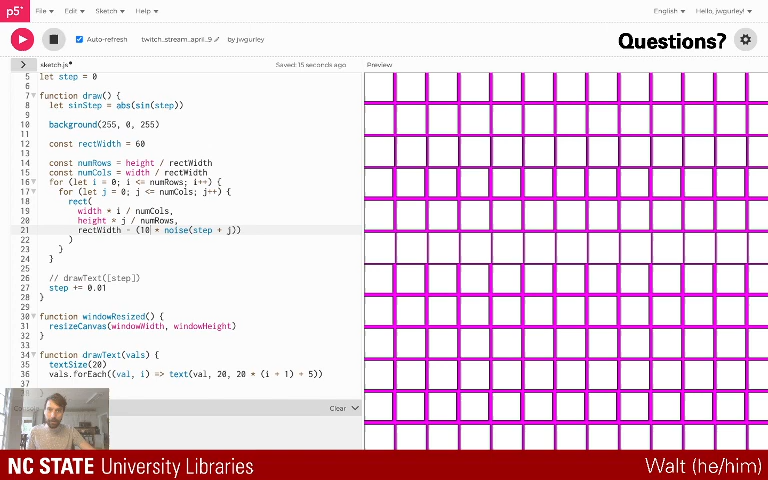 p5*
File
Edit
Sketch
Help
English
Hello, jwgurley!
Auto-refresh
twitch_stream_april_9
by jwgurley
Questions?
sketch.js
Saved: 15 seconds ago
Preview
5 let step = 0
6
7 function draw() {
8 let sinStep = abs(sin(step))
9
10 background(255, 0, 255)
11
12 const rectWidth = 60
13
14 const numRows = height / rectWidth
15 const numCols = width / rectWidth
16 for (let i = 0; i <= numRows; i++) {
17 for (let j = 0; j <= numCols; j++) {
18 rect(
19 width * i / numCols,
20 height * j / numRows,
21 rectWidth - (10 * noise(step + j))
22 )
23 }
24 }
25
26 // drawText([step])
27 step += 0.01
28 }
29
30 function windowResized() {
31 resizeCanvas(windowWidth, windowHeight)
32 }
33
34 function drawText(vals) {
35 textSize(20)
36 vals.forEach((val, i) => text(val, 20, 20 * (i + 1) + 5))
37
Clear
NC STATE University Libraries
Walt (he/him)